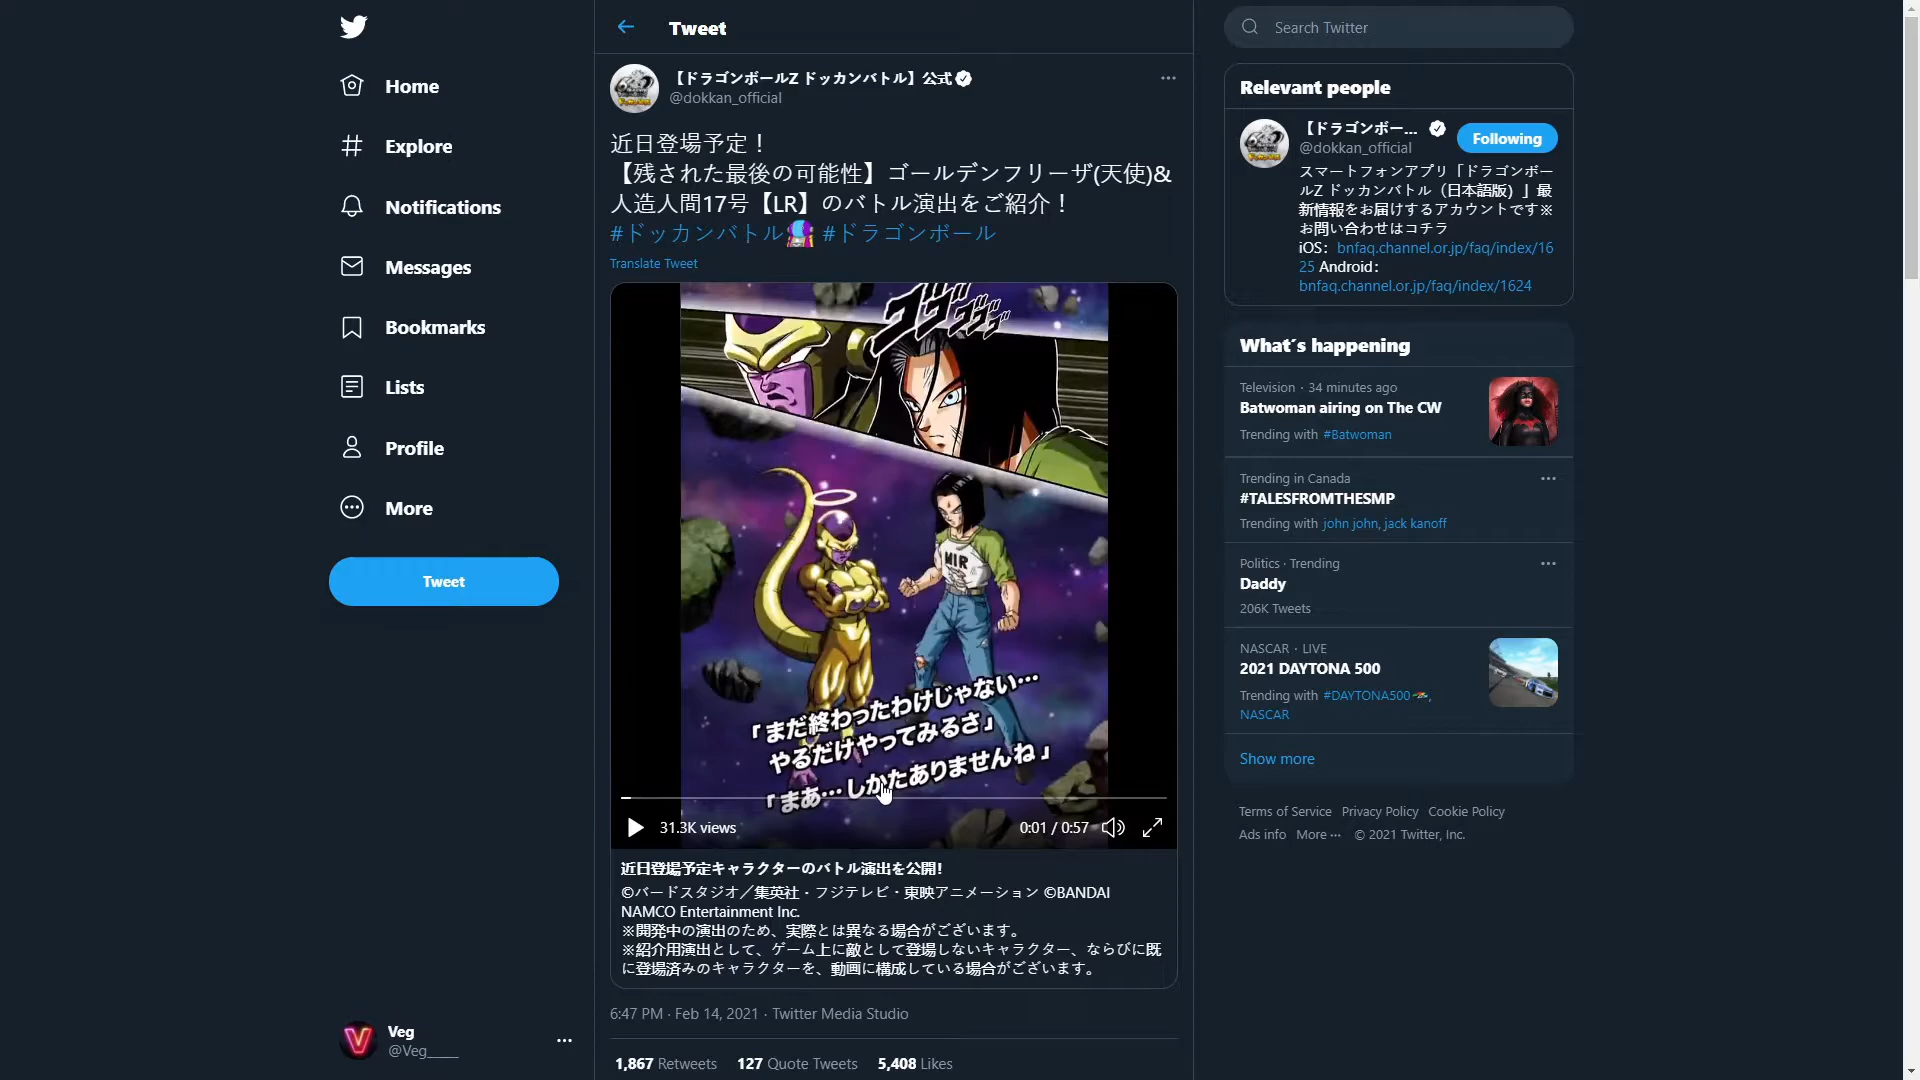 Home
Explore
Notifications
Messages
Bookmarks
Lists
Profile
More
Tweet
Veg
@Veg_____
Tweet
【ドラゴンボールZ ドッカンバトル】公式
@dokkan_official
近日登場予定！
【残された最後の可能性】ゴールデンフリーザ(天使)&
人造人間17号【LR】のバトル演出をご紹介！
#ドッカンバトル #ドラゴンボール
Translate Tweet
MIR
「まだ終わったわけじゃない…
やるだけやってみるさ」
「まあ…しかたありませんね」
31.3K views
0:01 / 0:57
近日登場予定キャラクターのバトル演出を公開!
©バードスタジオ／集英社・フジテレビ・東映アニメーション ©BANDAI
NAMCO Entertainment Inc.
※開発中の演出のため、実際とは異なる場合がございます。
※紹介用演出として、ゲーム上に敵として登場しないキャラクター、ならびに既
に登場済みのキャラクターを、動画に構成している場合がございます。
6:47 PM · Feb 14, 2021 · Twitter Media Studio
1,867 Retweets 127 Quote Tweets 5,408 Likes
Search Twitter
Relevant people
【ドラゴンボー...
@dokkan_official
Following
スマートフォンアプリ「ドラゴンボー
ルZ ドッカンバトル（日本語版）」最
新情報をお届けするアカウントです※
お問い合わせはコチラ
iOS： bnfaq.channel.or.jp/faq/index/16
25 Android：
bnfaq.channel.or.jp/faq/index/1624
What's happening
Television · 34 minutes ago
Batwoman airing on The CW
Trending with #Batwoman
Trending in Canada
#TALESFROMTHESMP
Trending with john john, jack kanoff
Politics · Trending
Daddy
206K Tweets
NASCAR · LIVE
2021 DAYTONA 500
Trending with #DAYTONA500,
NASCAR
Show more
Terms of Service Privacy Policy Cookie Policy
Ads info More ··· © 2021 Twitter, Inc.